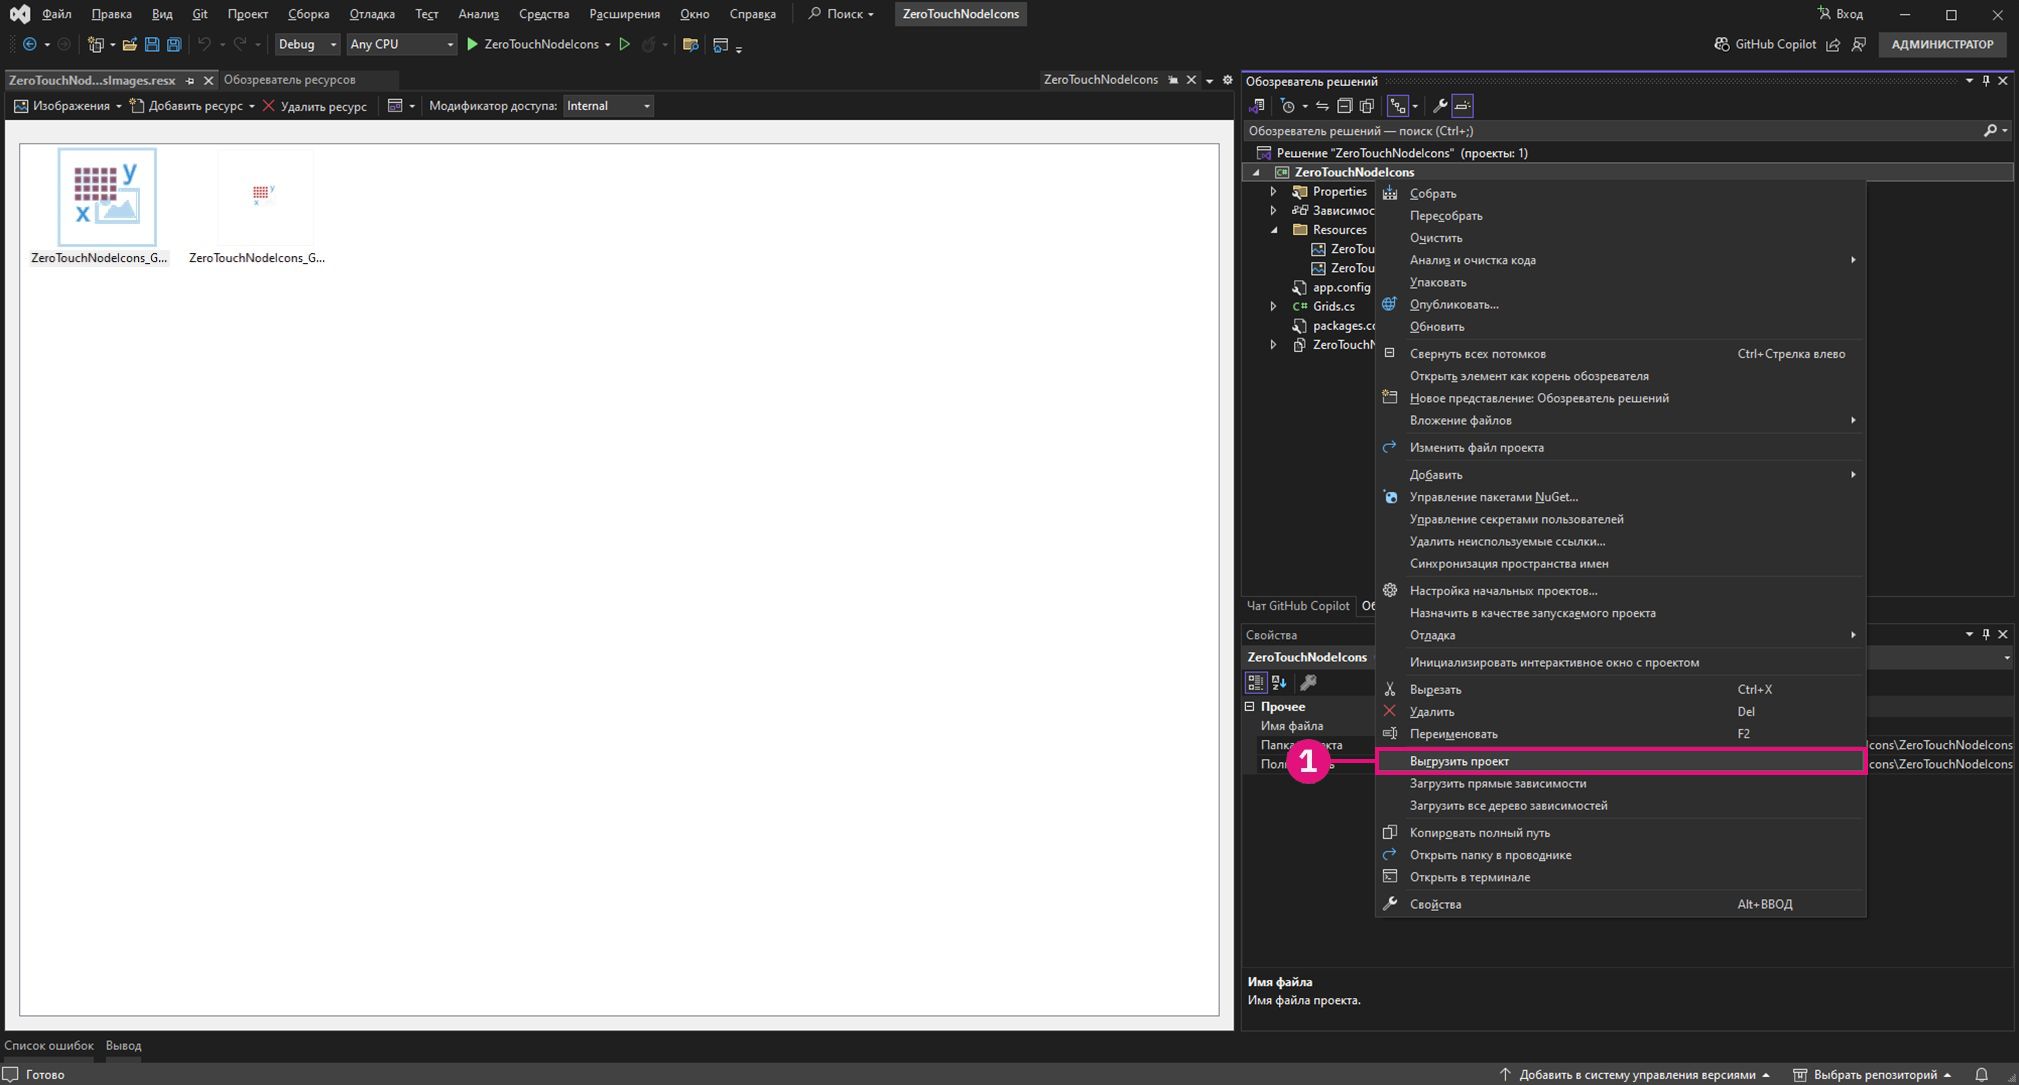 Файл Правка Вид Git Проект Сборка Отладка Тест Анализ Средства Расширения Окно Справка Поиск ZeroTouchNodeIcons Вход
Debug Any CPU ZeroTouchNodeIcons GitHub Copilot АДМИНИСТРАТОР
ZeroTouchNod...sImages.resx Обозреватель ресурсов ZeroTouchNodeIcons
Изображения Добавить ресурс Удалить ресурс Модификатор доступа: Internal
y
x
y
x
ZeroTouchNodeIcons_G... ZeroTouchNodeIcons_G...
Обозреватель решений
Обозреватель решений — поиск (Ctrl+;)
Решение "ZeroTouchNodeIcons" (проекты: 1)
C# ZeroTouchNodeIcons
Properties
Зависимос
Resources
ZeroTou
ZeroTou
app.config
C# Grids.cs
packages.co
ZeroTouchN
Чат GitHub Copilot Об
Собрать
Пересобрать
Очистить
Анализ и очистка кода
Упаковать
Опубликовать...
Обновить
Свернуть всех потомков Ctrl+Стрелка влево
Открыть элемент как корень обозревателя
Новое представление: Обозреватель решений
Вложение файлов
Изменить файл проекта
Добавить
Управление пакетами NuGet...
Управление секретами пользователей
Удалить неиспользуемые ссылки...
Синхронизация пространства имен
Настройка начальных проектов...
Назначить в качестве запускаемого проекта
Отладка
Инициализировать интерактивное окно с проектом
Вырезать Ctrl+X
Удалить Del
Переименовать F2
1 Выгрузить проект
Загрузить прямые зависимости
Загрузить все дерево зависимостей
Копировать полный путь
Открыть папку в проводнике
Открыть в терминале
Свойства Alt+ВВОД
Свойства
ZeroTouchNodeIcons
Прочее
Имя файла
Папка кта cons\ZeroTouchNodeIcons
Пол ь cons\ZeroTouchNodeIcons
Имя файла
Имя файла проекта.
Список ошибок Вывод
Готово Добавить в систему управления версиями Выбрать репозиторий